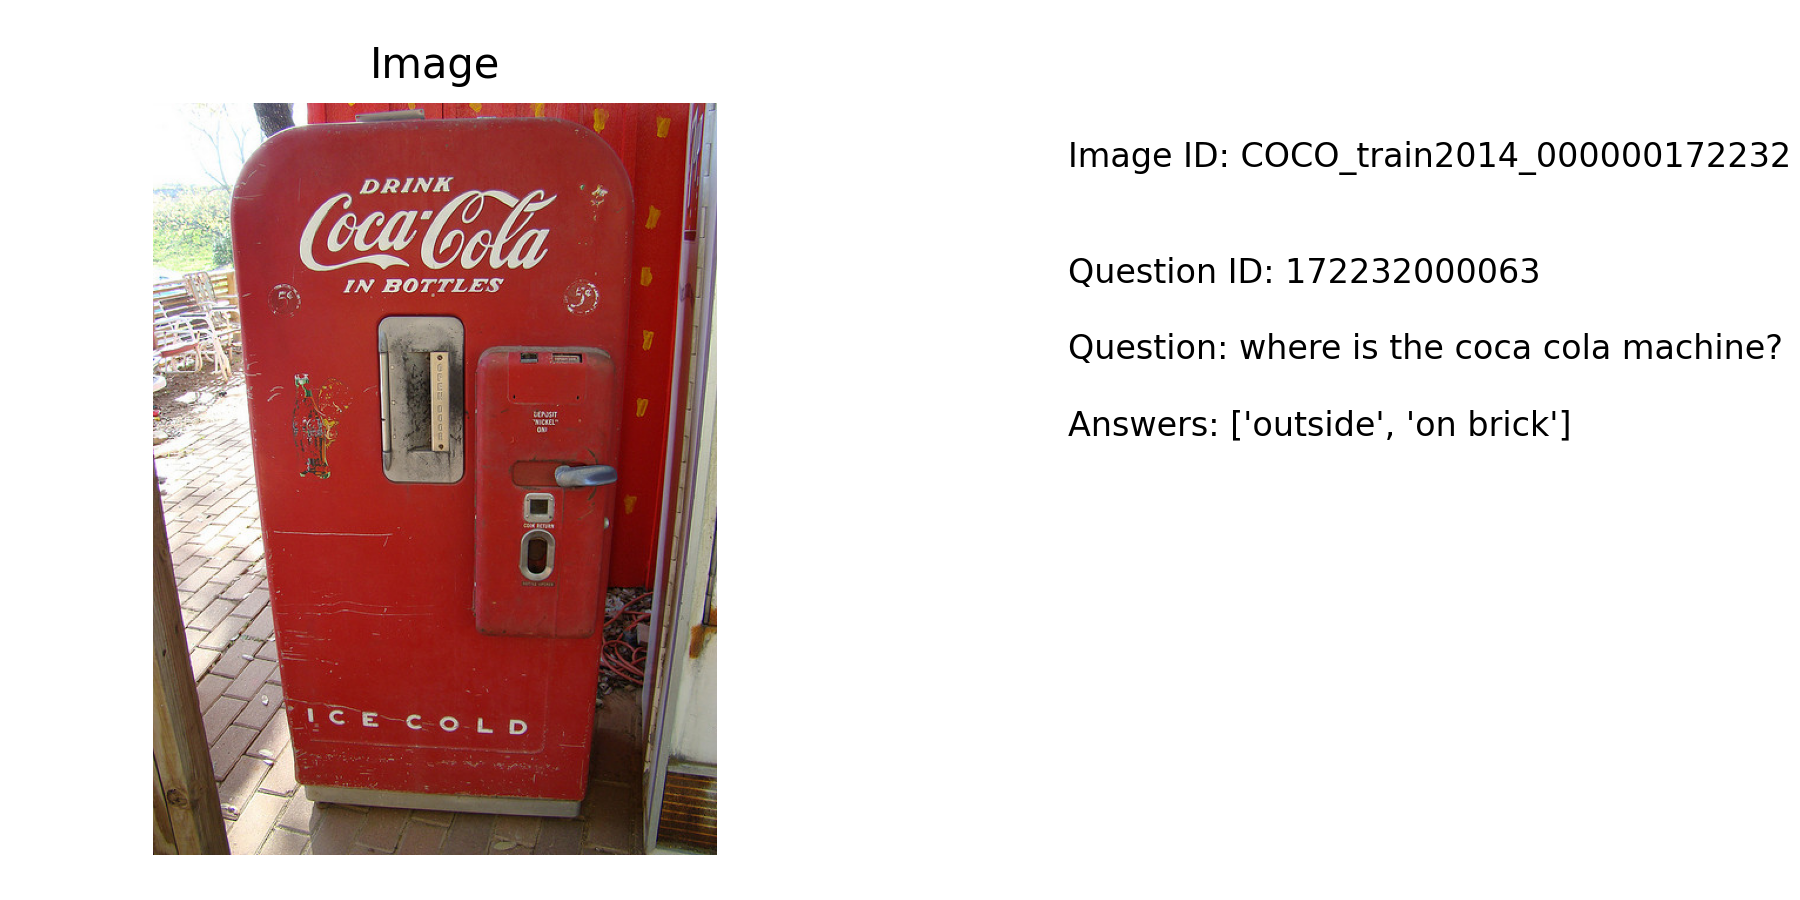 Image
Image ID: COCO_train2014_000000172232
Question ID: 172232000063
Question: where is the coca cola machine?
Answers: ['outside', 'on brick']
DRINK
Coca-Cola
IN BOTTLES
5¢
5¢
DEPOSIT
"NICKEL"
ONLY
COIN RETURN
ICE COLD